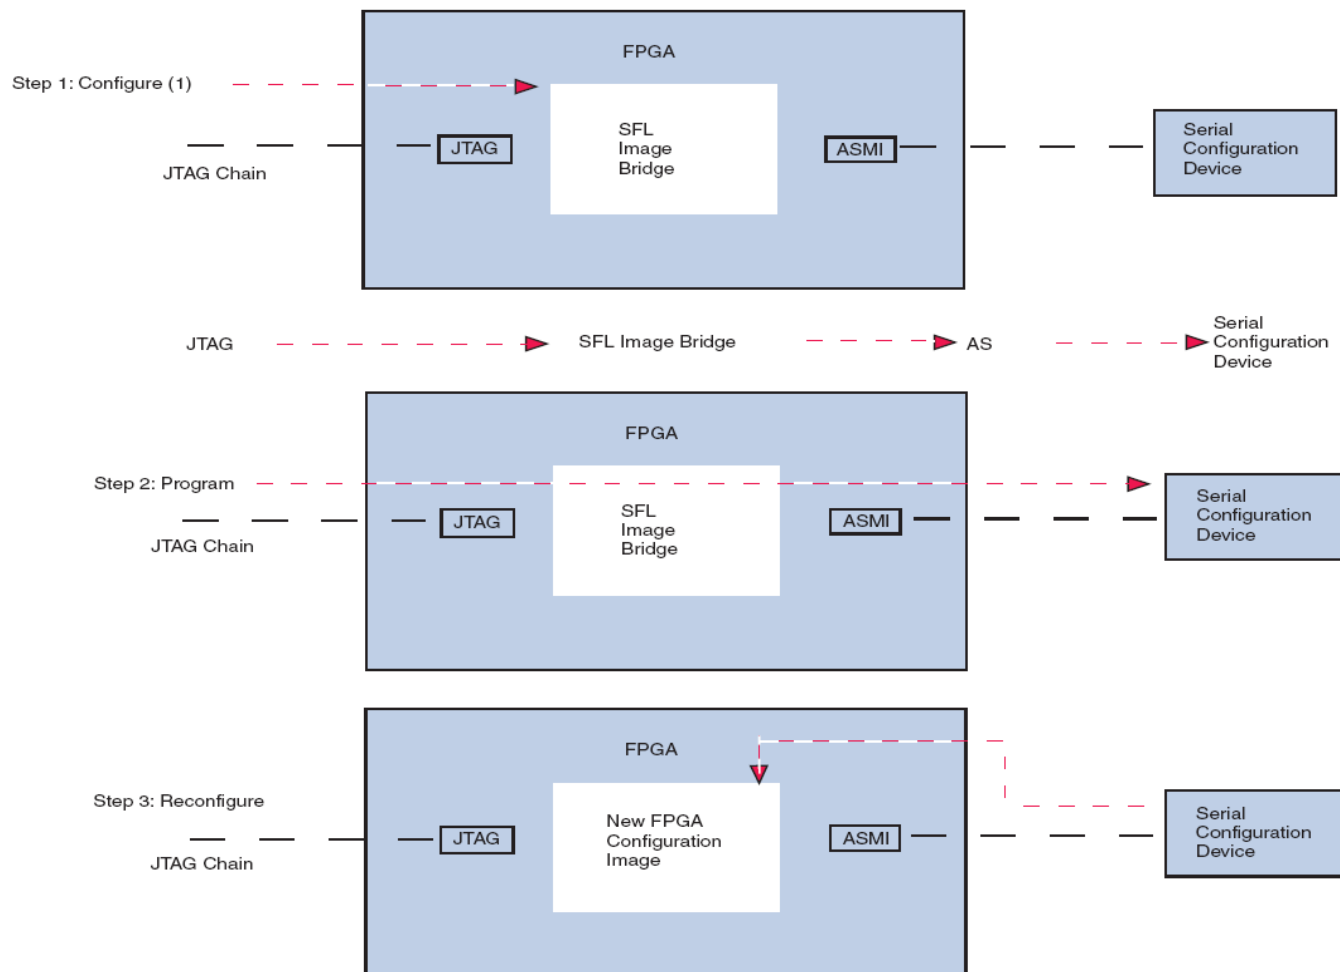 FPGA
Step 1: Configure (1)
SFL
Image
Bridge
JTAG
ASMI
Serial
Configuration
Device
JTAG Chain
JTAG
SFL Image Bridge
AS
Serial
Configuration
Device
FPGA
Step 2: Program
SFL
Image
Bridge
JTAG
ASMI
Serial
Configuration
Device
JTAG Chain
FPGA
Step 3: Reconfigure
New FPGA
Configuration
Image
JTAG
ASMI
Serial
Configuration
Device
JTAG Chain